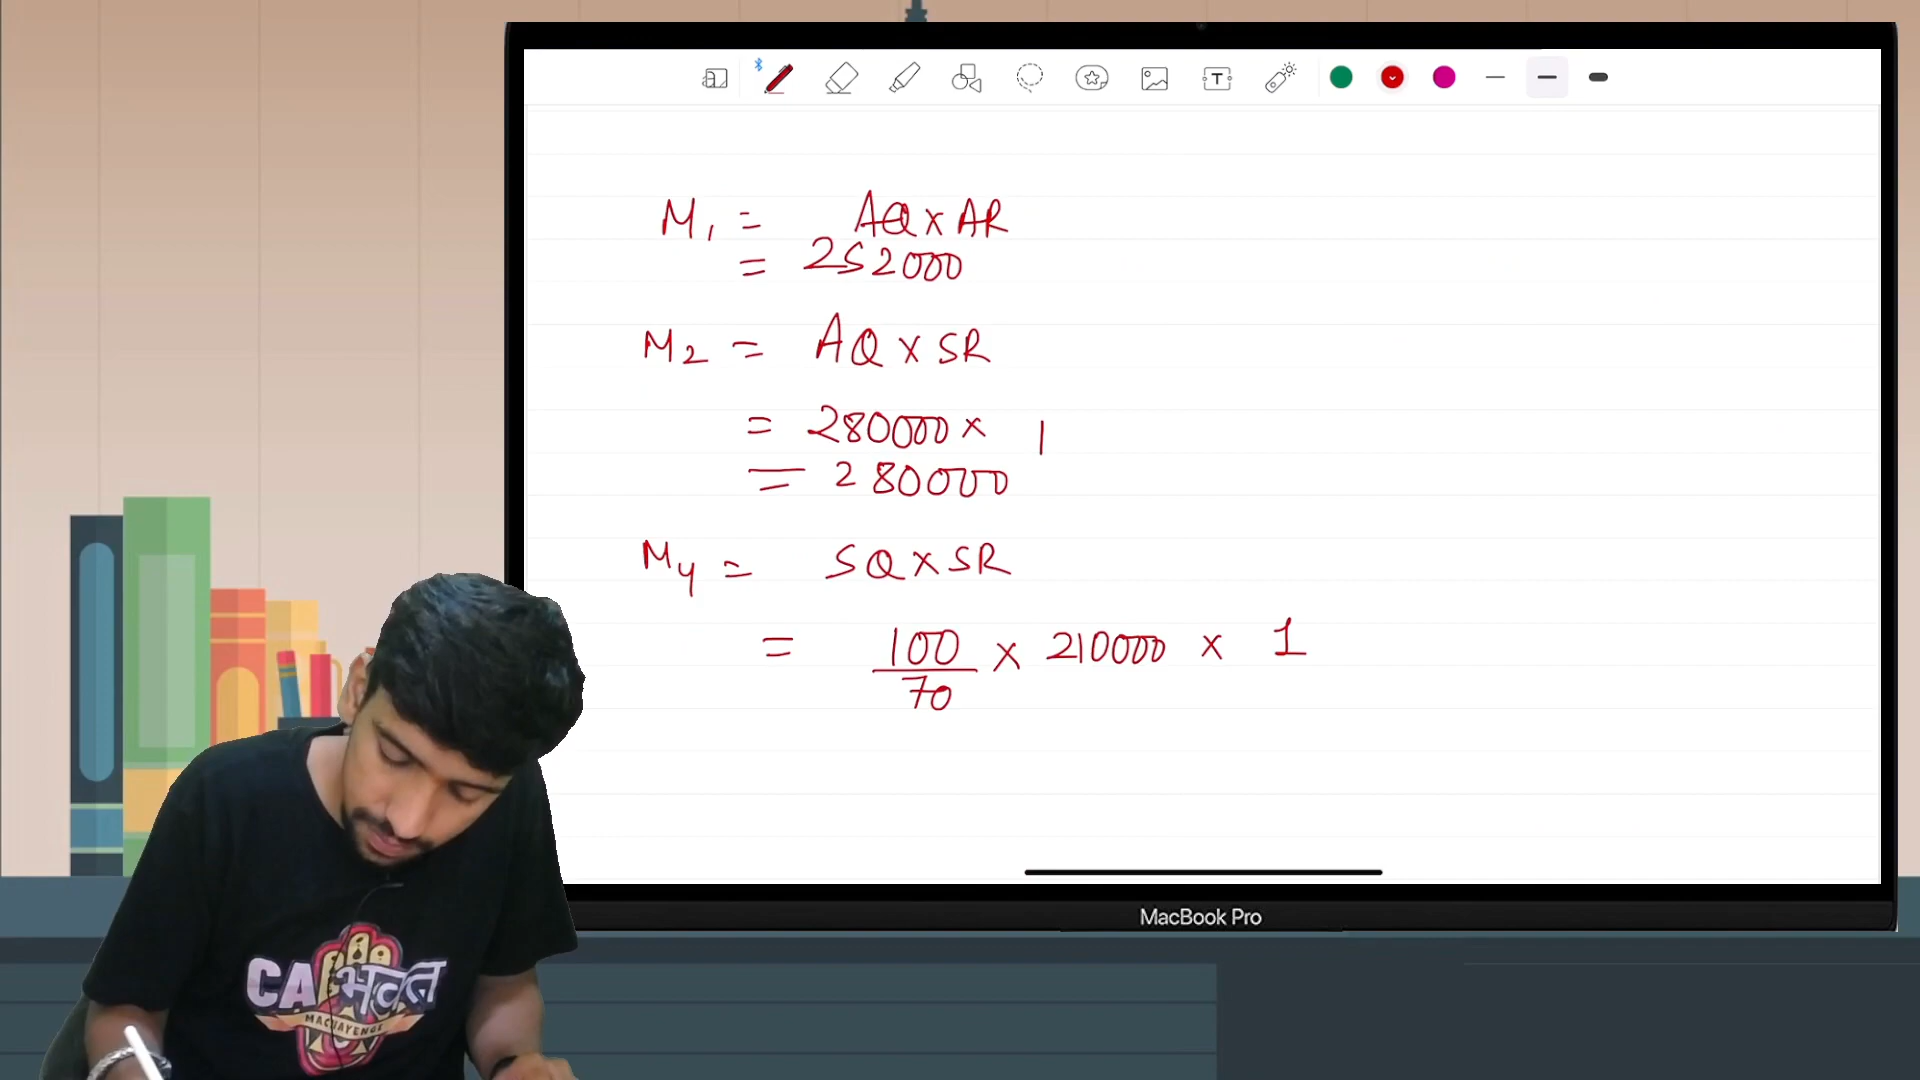 M₁ = AQ x AR
= 252000
M₂ = AQ x SR
= 280000 x 1
= 280000
M₄ = SQ x SR
= 100/70 x 210000 x 1
MacBook Pro
CA भक्त
MACHAYENGE
T